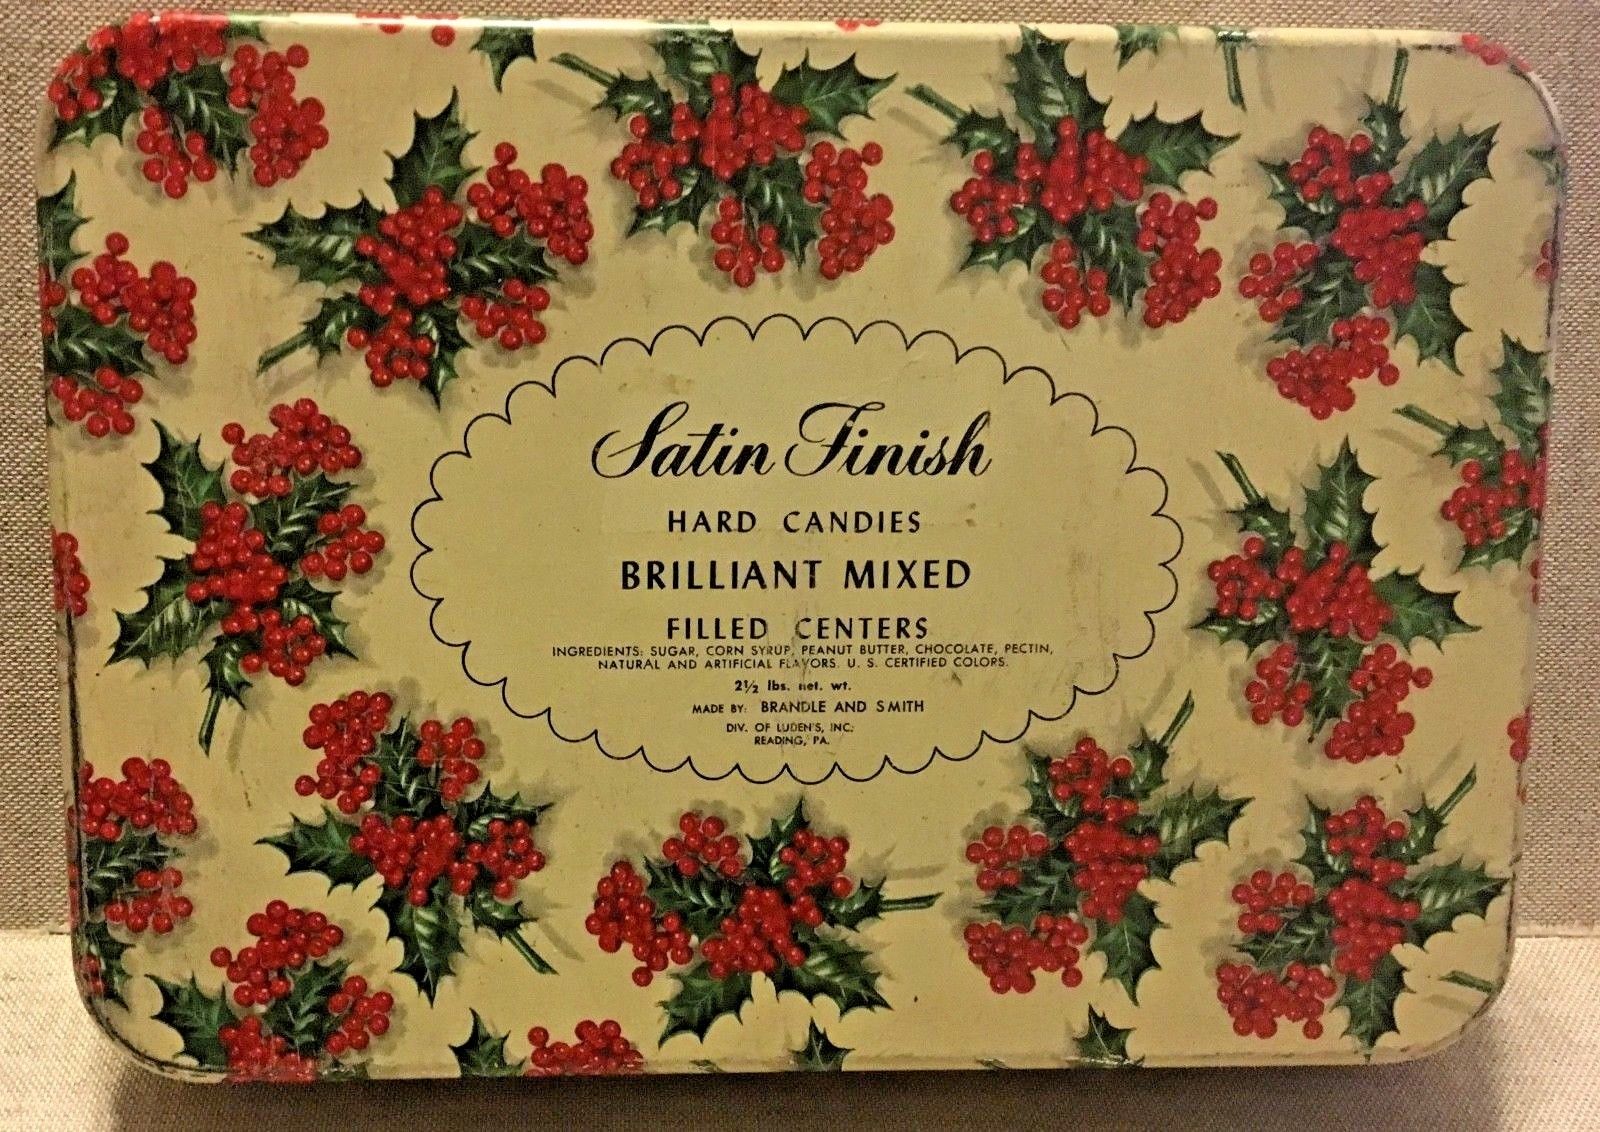 Satin Finish
HARD CANDIES
BRILLIANT MIXED
FILLED CENTERS
INGREDIENTS: SUGAR, CORN SYRUP, PEANUT BUTTER, CHOCOLATE, PECTIN,
NATURAL AND ARTIFICIAL FLAVORS. U. S. CERTIFIED COLORS.
2½ lbs. net. wt.
MADE BY: BRANDLE AND SMITH
DIV. OF LUDEN'S, INC.
READING, PA.